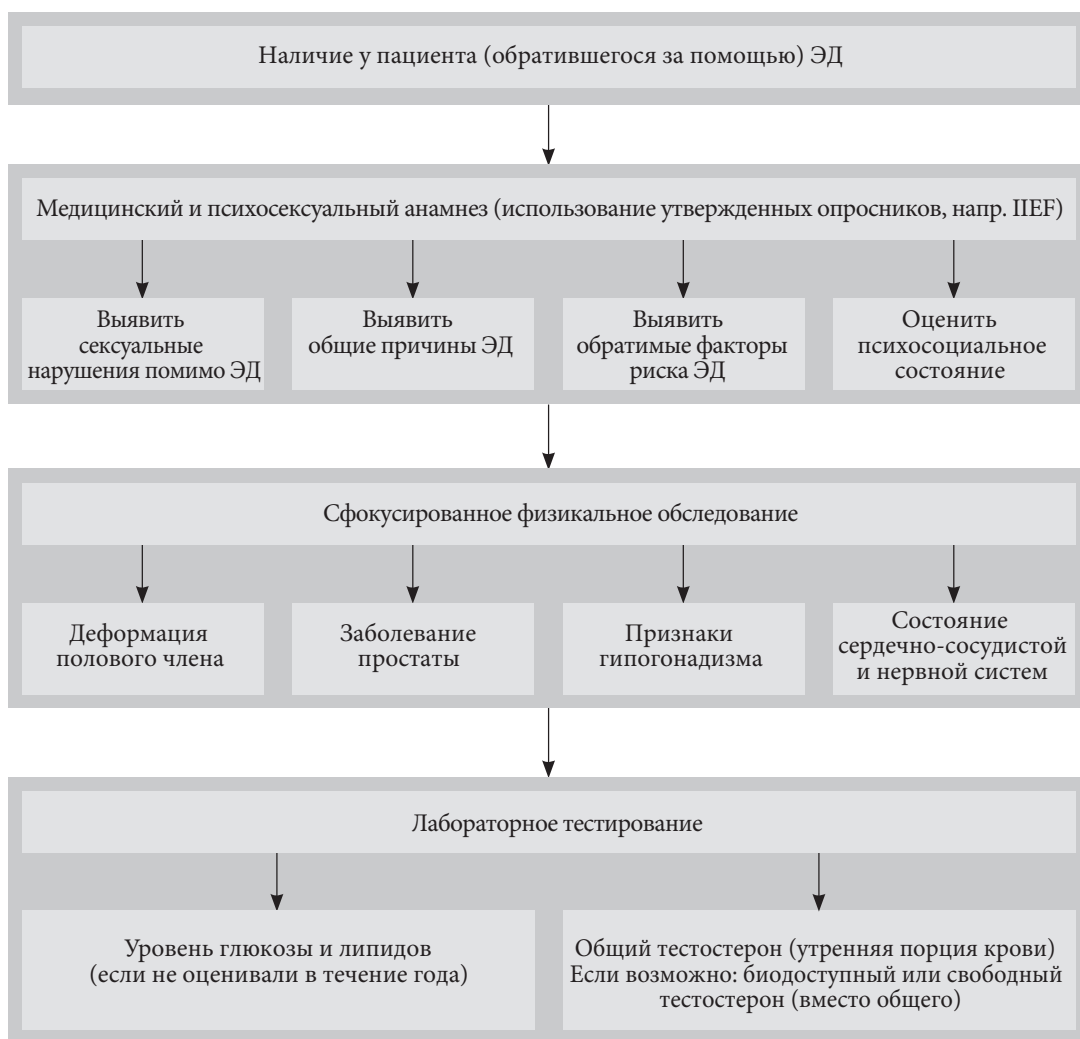 Наличие у пациента (обратившегося за помощью) ЭД
Медицинский и психосексуальный анамнез (использование утвержденных опросников, напр. IIEF)
Выявить
сексуальные
нарушения помимо ЭД
Выявить
общие причины ЭД
Выявить
обратимые факторы
риска ЭД
Оценить
психосоциальное
состояние
Сфокусированное физикальное обследование
Деформация
полового члена
Заболевание
простаты
Признаки
гипогонадизма
Состояние
сердечно-сосудистой
и нервной систем
Лабораторное тестирование
Уровень глюкозы и липидов
(если не оценивали в течение года)
Общий тестостерон (утренняя порция крови)
Если возможно: биодоступный или свободный
тестостерон (вместо общего)